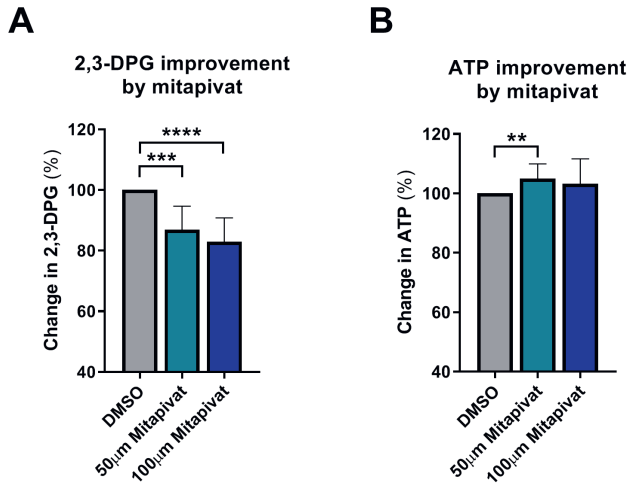 A
2,3-DPG improvement
by mitapivat
Change in 2,3-DPG (%)
120
100
80
60
40
****
***
DMSO
50μm Mitapivat
100μm Mitapivat
B
ATP improvement
by mitapivat
Change in ATP (%)
120
100
80
60
40
**
DMSO
50μm Mitapivat
100μm Mitapivat